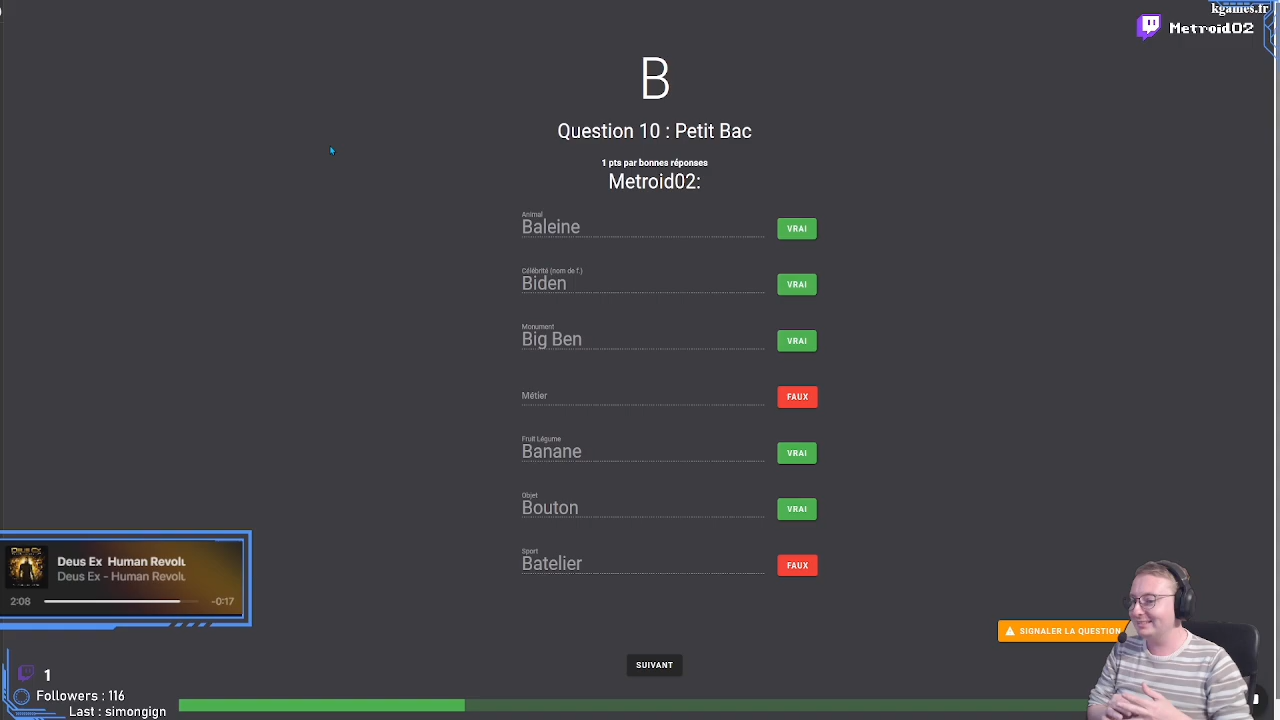 kgames.fr
Metroid02
B
Question 10 : Petit Bac
1 pts par bonnes réponses
Metroid02:
Animal
Baleine
VRAI
Célébrité (nom de f.)
Biden
VRAI
Monument
Big Ben
VRAI
Métier
FAUX
Fruit Légume
Banane
VRAI
Objet
Bouton
VRAI
Sport
Batelier
FAUX
Deus Ex Human Revolu
Deus Ex - Human Revolu
2:08
-0:17
SIGNALER LA QUESTION
SUIVANT
1
Followers : 116
Last : simongign